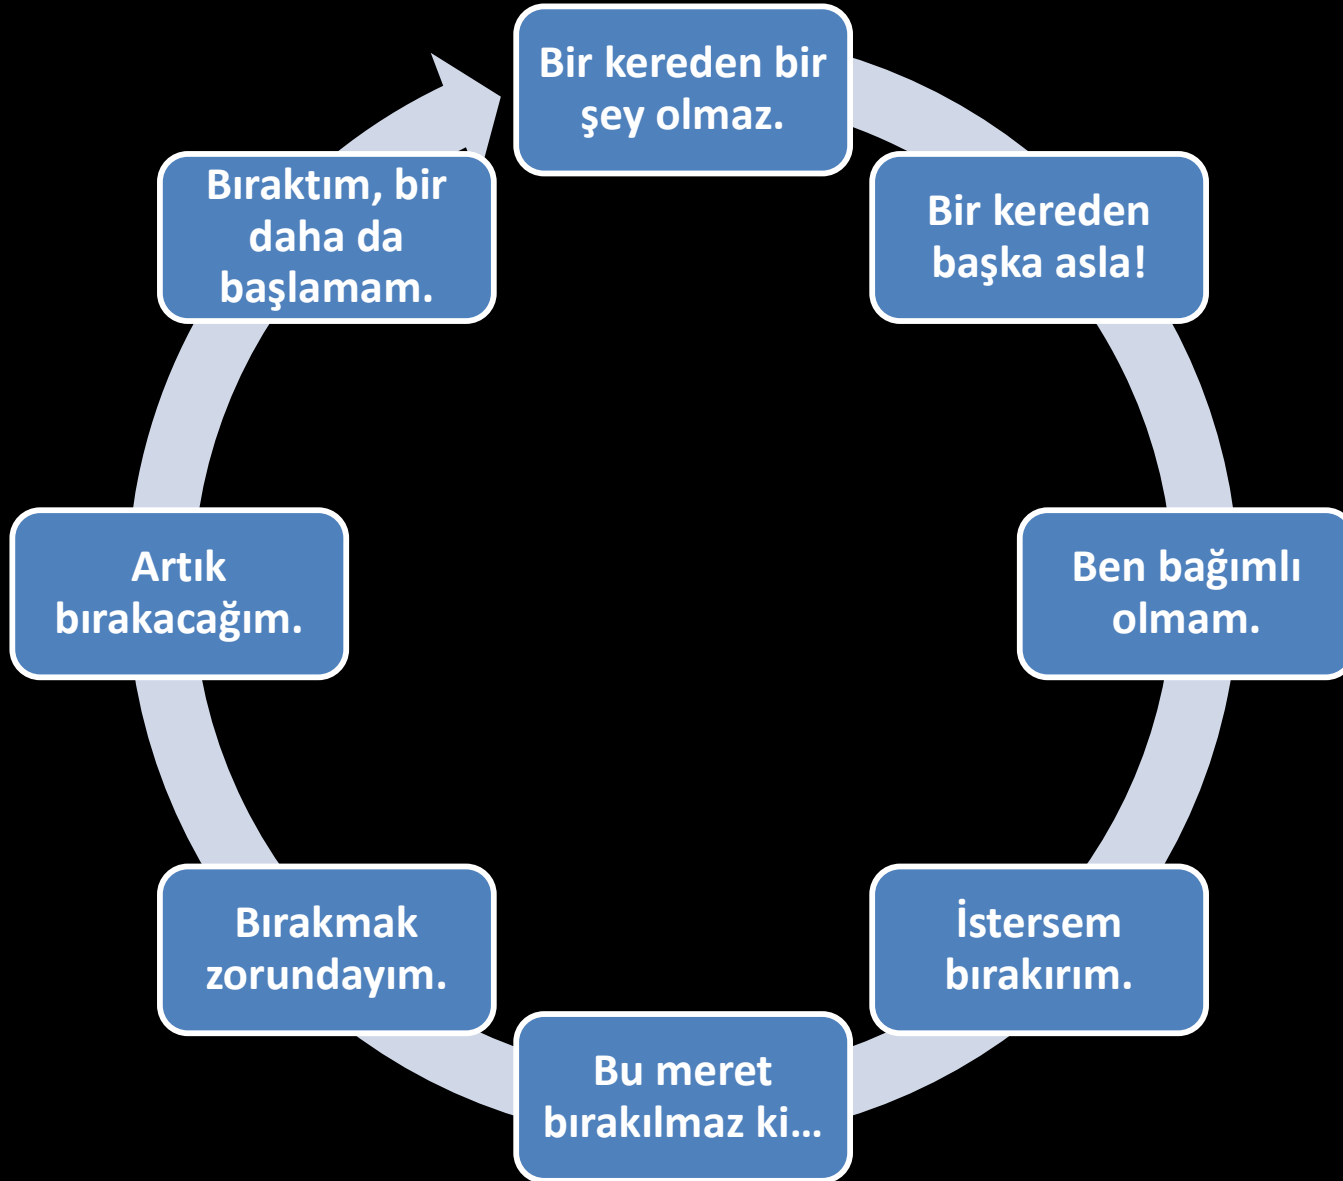 Bir kereden bir
şey olmaz.
Bir kereden
başka asla!
Ben bağımlı
olmam.
İstersem
bırakırım.
Bu meret
bırakılmaz ki...
Bırakmak
zorundayım.
Artık
bırakacağım.
Bıraktım, bir
daha da
başlamam.